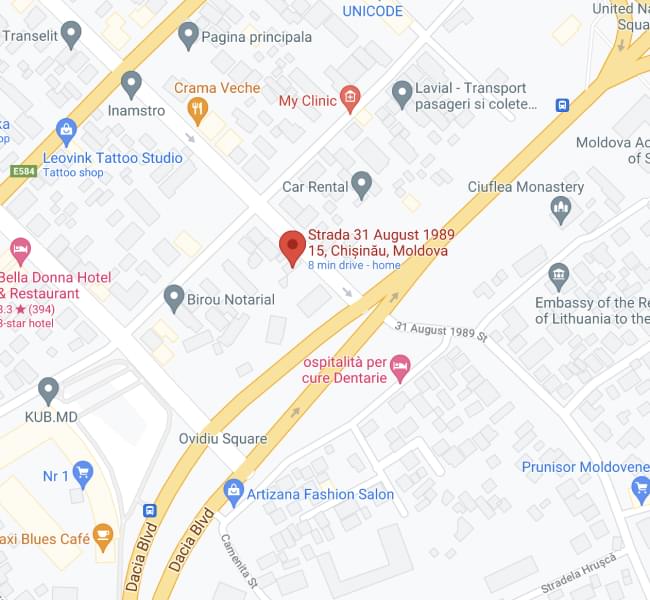 UNICODE
United Na
Squa
Translelit
Pagina principala
Crama Veche
Inamstro
My Clinic
Lavial - Transport
pasageri si colete...
ka
op
Leovink Tattoo Studio
Tattoo shop
E584
Moldova Ac
of S
Car Rental
Ciuflea Monastery
Strada 31 August 1989
15, Chișinău, Moldova
8 min drive - home
Bella Donna Hotel
& Restaurant
3.3 ★ (394)
3-star hotel
Birou Notarial
Embassy of the Re
of Lithuania to the
31 August 1989 St
ospitalità per
cure Dentarie
KUB.MD
Ovidiu Square
Nr 1
Artizana Fashion Salon
Prunisor Moldovene
axi Blues Café
Dacia Blvd
Dacia Blvd
Camenita St
Stradela Hrușcă